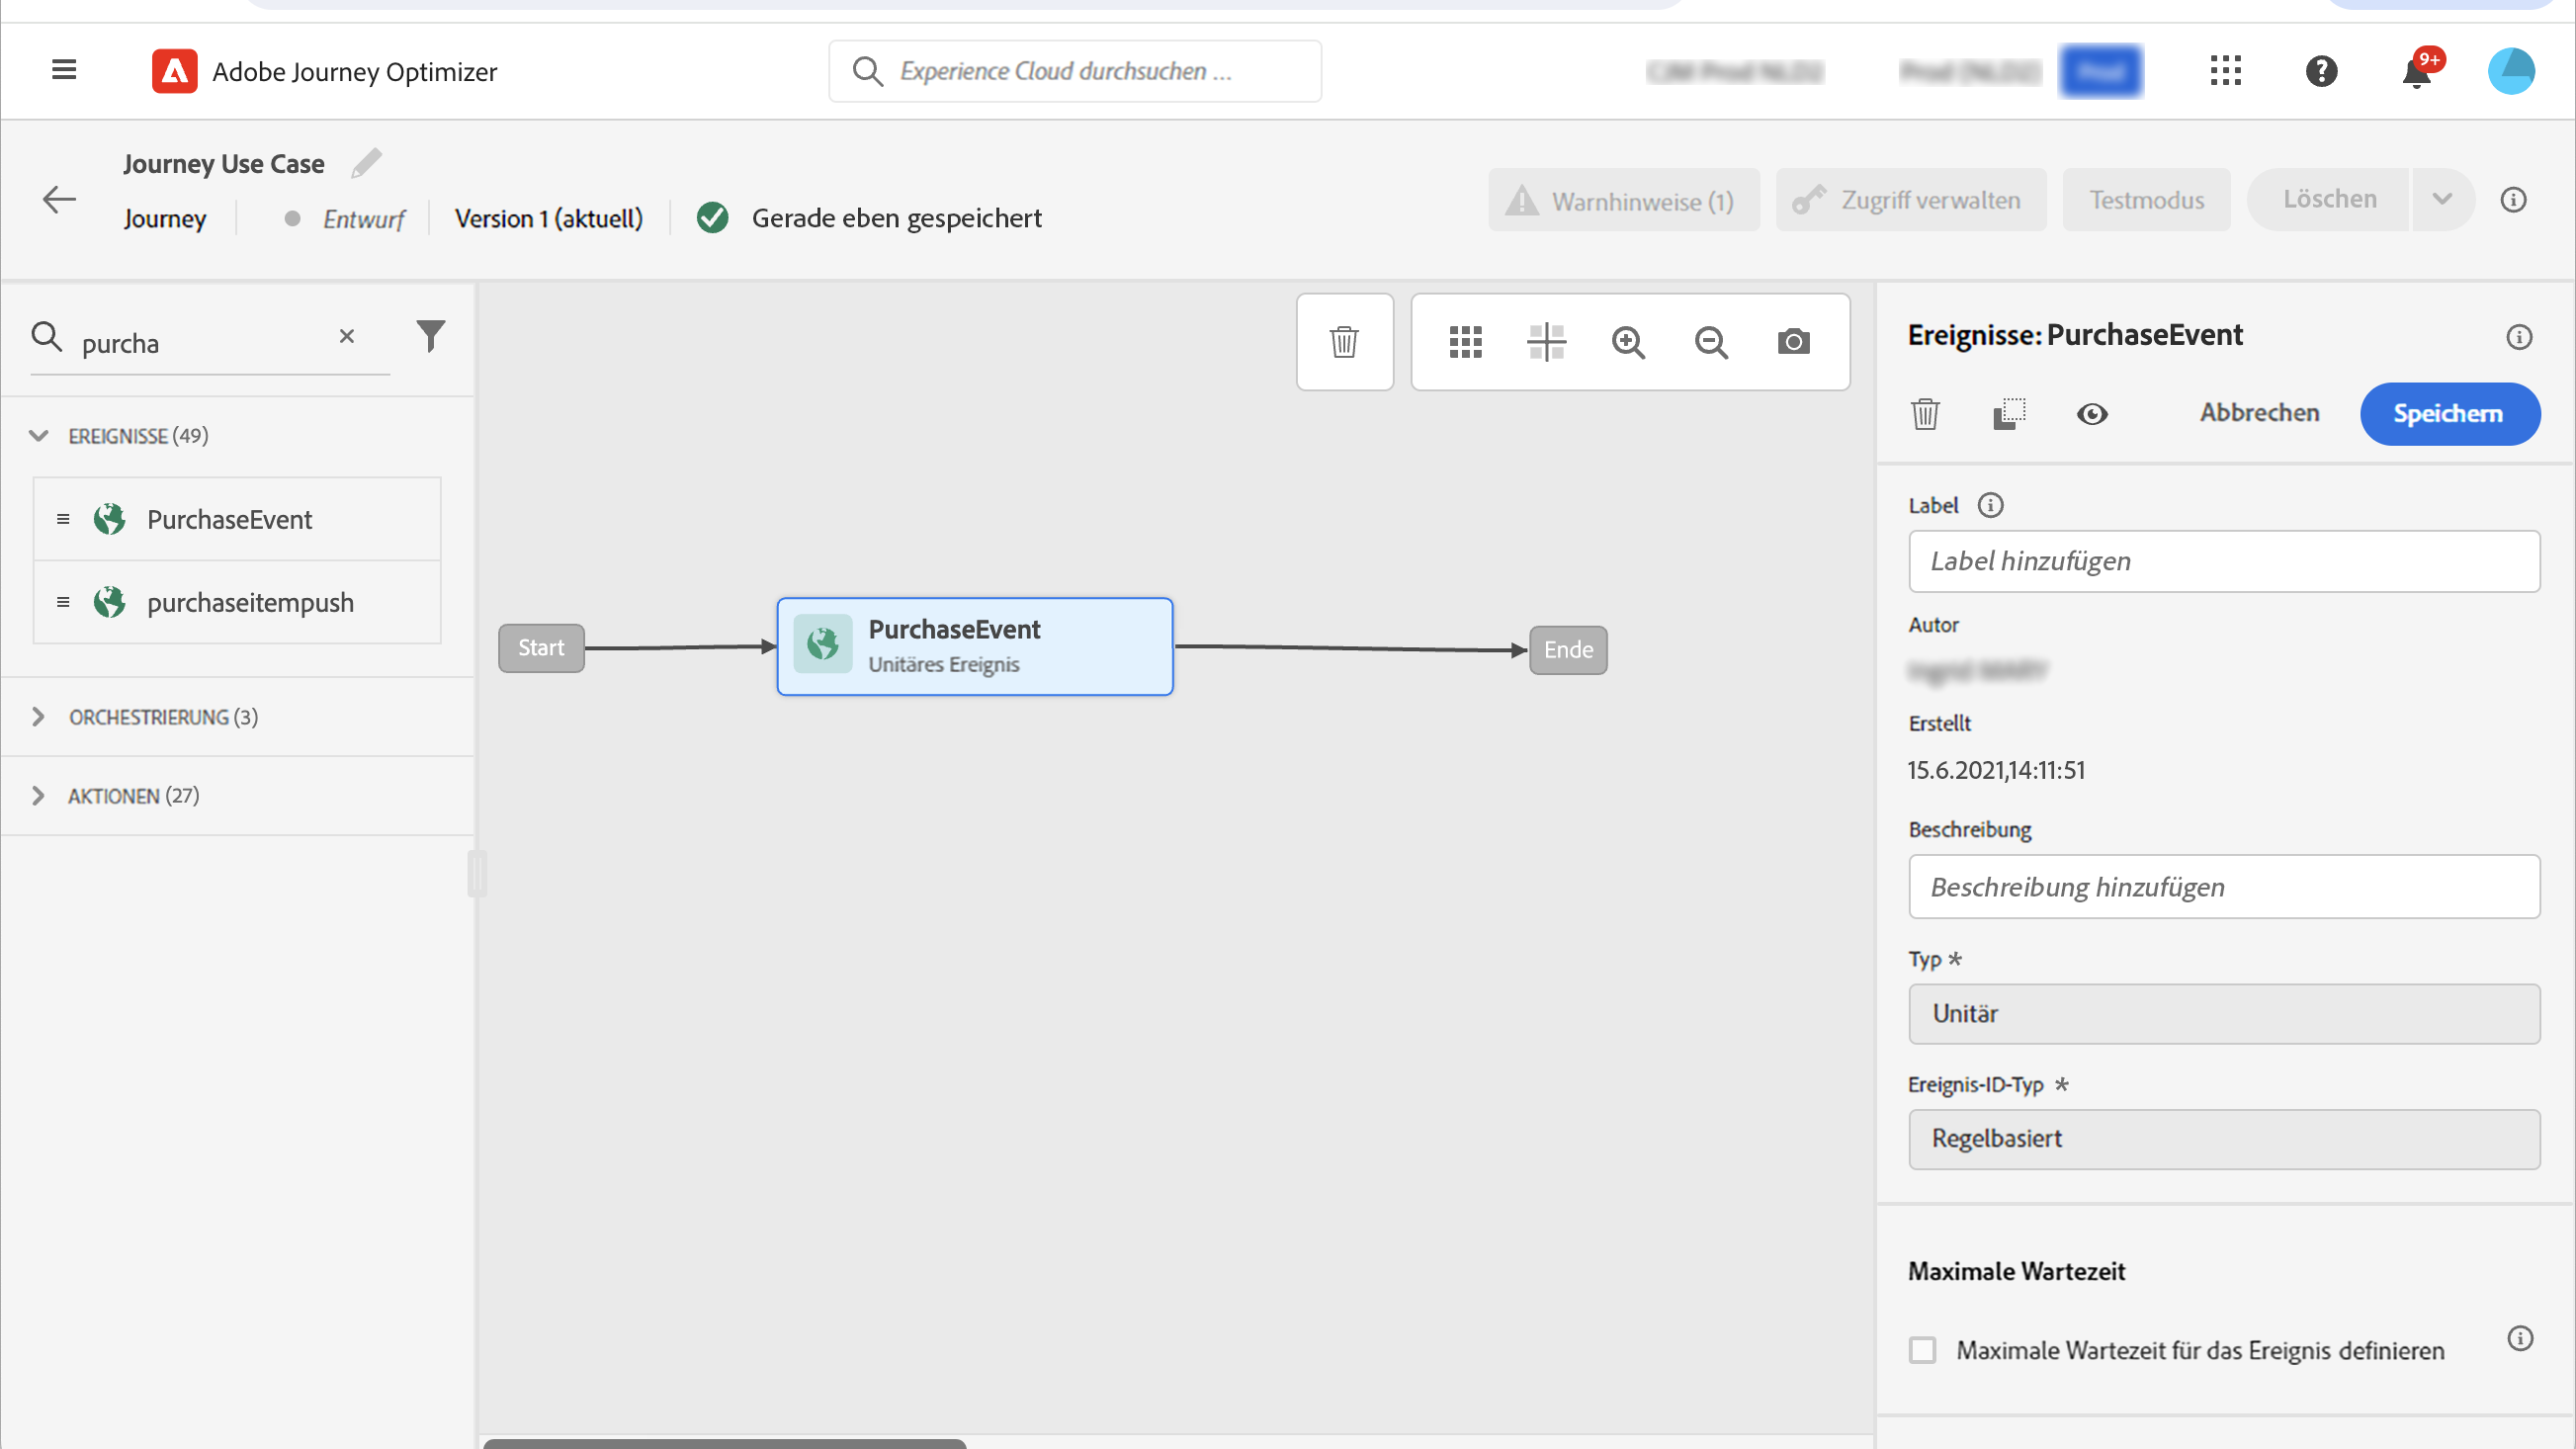 Adobe Journey Optimizer
Experience Cloud durchsuchen ...
9+
Journey Use Case
Journey
Entwurf
Version 1 (aktuell)
Gerade eben gespeichert
Warnhinweise (1)
Zugriff verwalten
Testmodus
Löschen
purcha
EREIGNISSE (49)
PurchaseEvent
purchaseitempush
ORCHESTRIERUNG (3)
AKTIONEN (27)
Start
PurchaseEvent
Unitäres Ereignis
Ende
Ereignisse: PurchaseEvent
Abbrechen
Speichern
Label
Label hinzufügen
Autor
Erstellt
15.6.2021,14:11:51
Beschreibung
Beschreibung hinzufügen
Typ *
Unitär
Ereignis-ID-Typ *
Regelbasiert
Maximale Wartezeit
Maximale Wartezeit für das Ereignis definieren